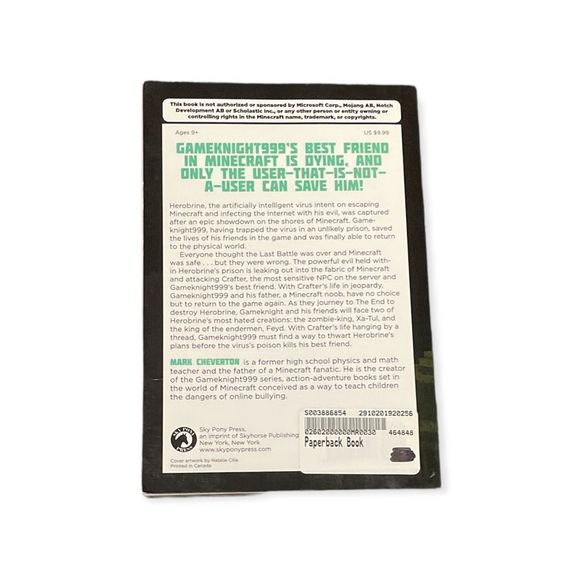 This book is not authorized or sponsored by Microsoft Corp., Mojang AB, Notch
Development AB or Scholastic Inc., or any other person or entity owning or
controlling rights in the Minecraft name, trademark, or copyrights.
Ages 9+ US $9.99
GAMEKNIGHT999'S BEST FRIEND
IN MINECRAFT IS DYING, AND
ONLY THE USER-THAT-IS-NOT-
A-USER CAN SAVE HIM!
Herobrine, the artificially intelligent virus intent on escaping
Minecraft and infecting the Internet with his evil, was captured
after an epic showdown on the shores of Minecraft. Game-
knight999, having trapped the virus in an unlikely prison, saved
the lives of his friends in the game and was finally able to return
to the physical world.
Everyone thought the Last Battle was over and Minecraft
was safe . . . but they were wrong. The powerful evil held with-
in Herobrine's prison is leaking out into the fabric of Minecraft
and attacking Crafter, the most sensitive NPC on the server and
Gameknight999's best friend. With Crafter's life in jeopardy,
Gameknight999 and his father, a Minecraft noob, have no choice
but to return to the game again. As they journey to The End to
destroy Herobrine, Gameknight and his friends will face two of
Herobrine's most hated creations: the zombie-king, Xa-Tul, and
the king of the endermen, Feyd. With Crafter's life hanging by a
thread, Gameknight999 must find a way to thwart Herobrine's
plans before the virus's poison kills his best friend.
MARK CHEVERTON is a former high school physics and math
teacher and the father of a Minecraft fanatic. He is the creator
of the Gameknight999 series, action-adventure books set in
the world of Minecraft conceived as a way to teach children
the dangers of online bullying.
SKY PONY
PRESS
Sky Pony Press,
an imprint of Skyhorse Publishing
New York, New York
www.skyponypress.com
Cover artwork by Natalie Cilia
Printed in Canada
S003886854 2910201920256
02602000000MR0030 464848
Paperback Book